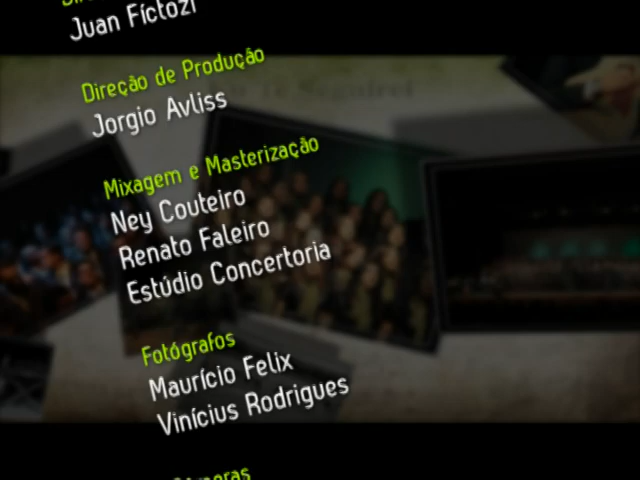 Juan Fíctozi
Direção de Produção
Jorgio Avliss
Mixagem e Masterização
Ney Couteiro
Renato Faleiro
Estúdio Concertoria
Fotógrafos
Maurício Felix
Vinícius Rodrigues